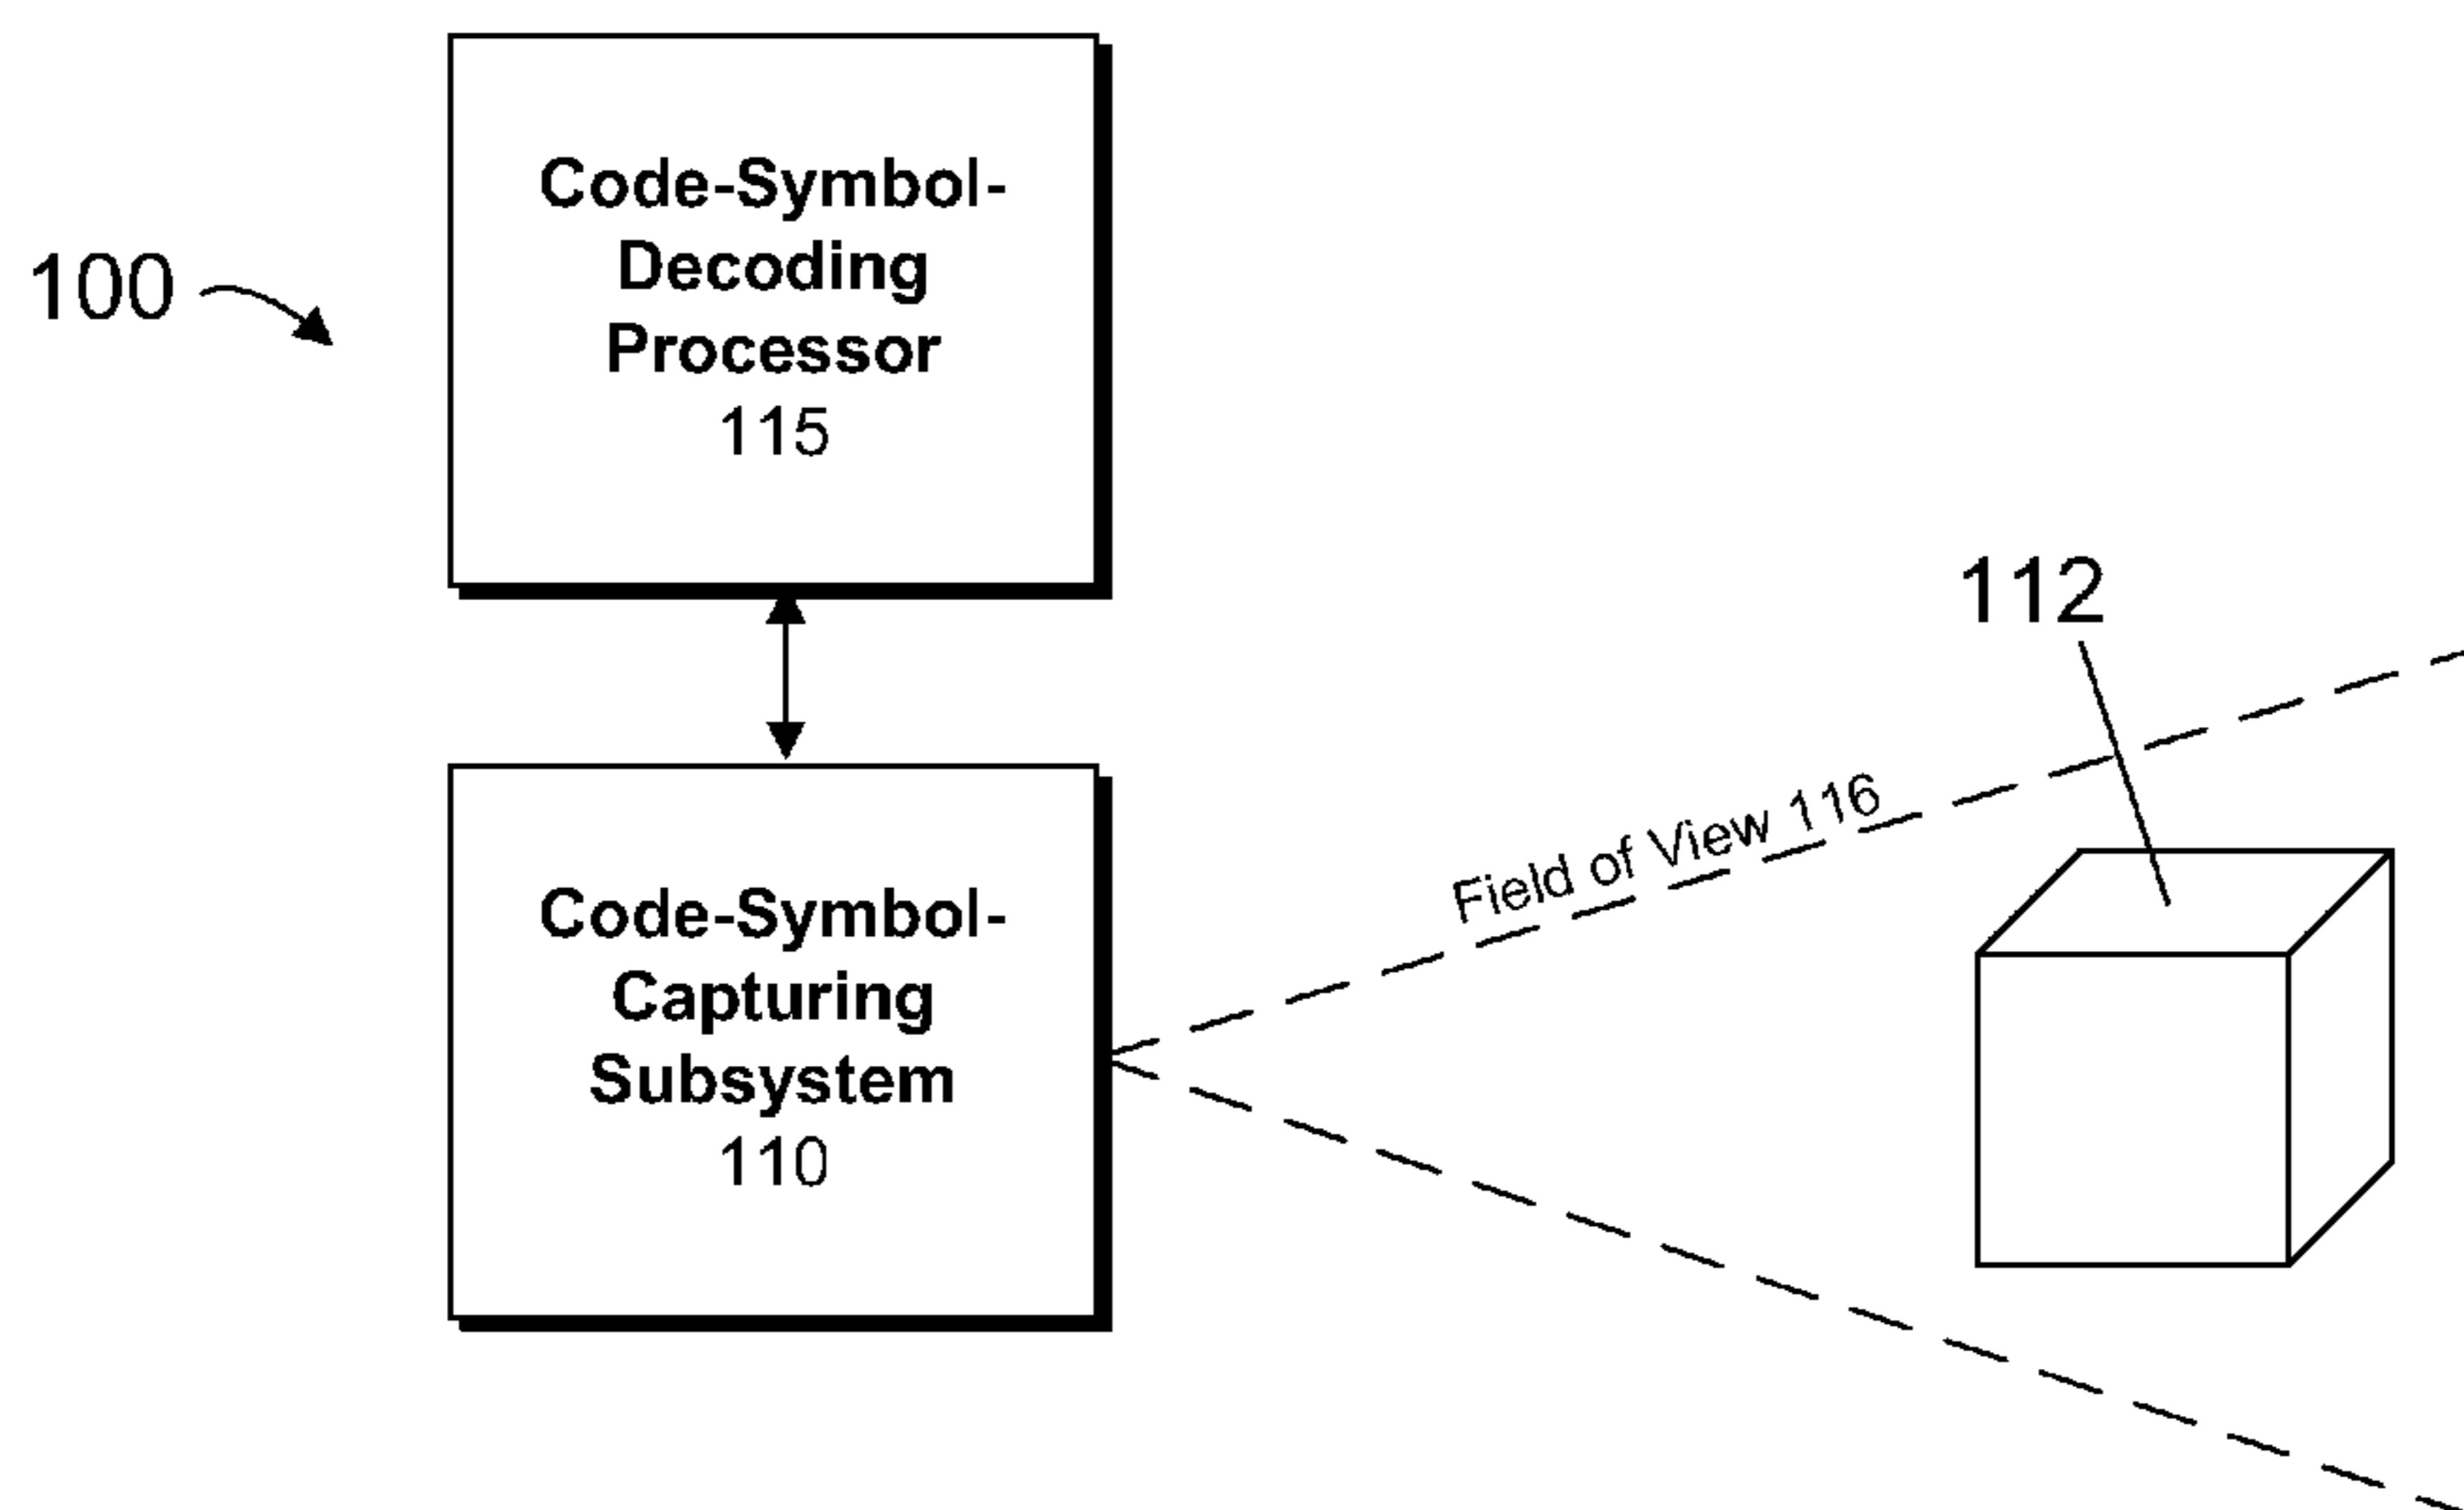 100
Code-Symbol-
Decoding
Processor
115
112
Field of View 116
Code-Symbol-
Capturing
Subsystem
110